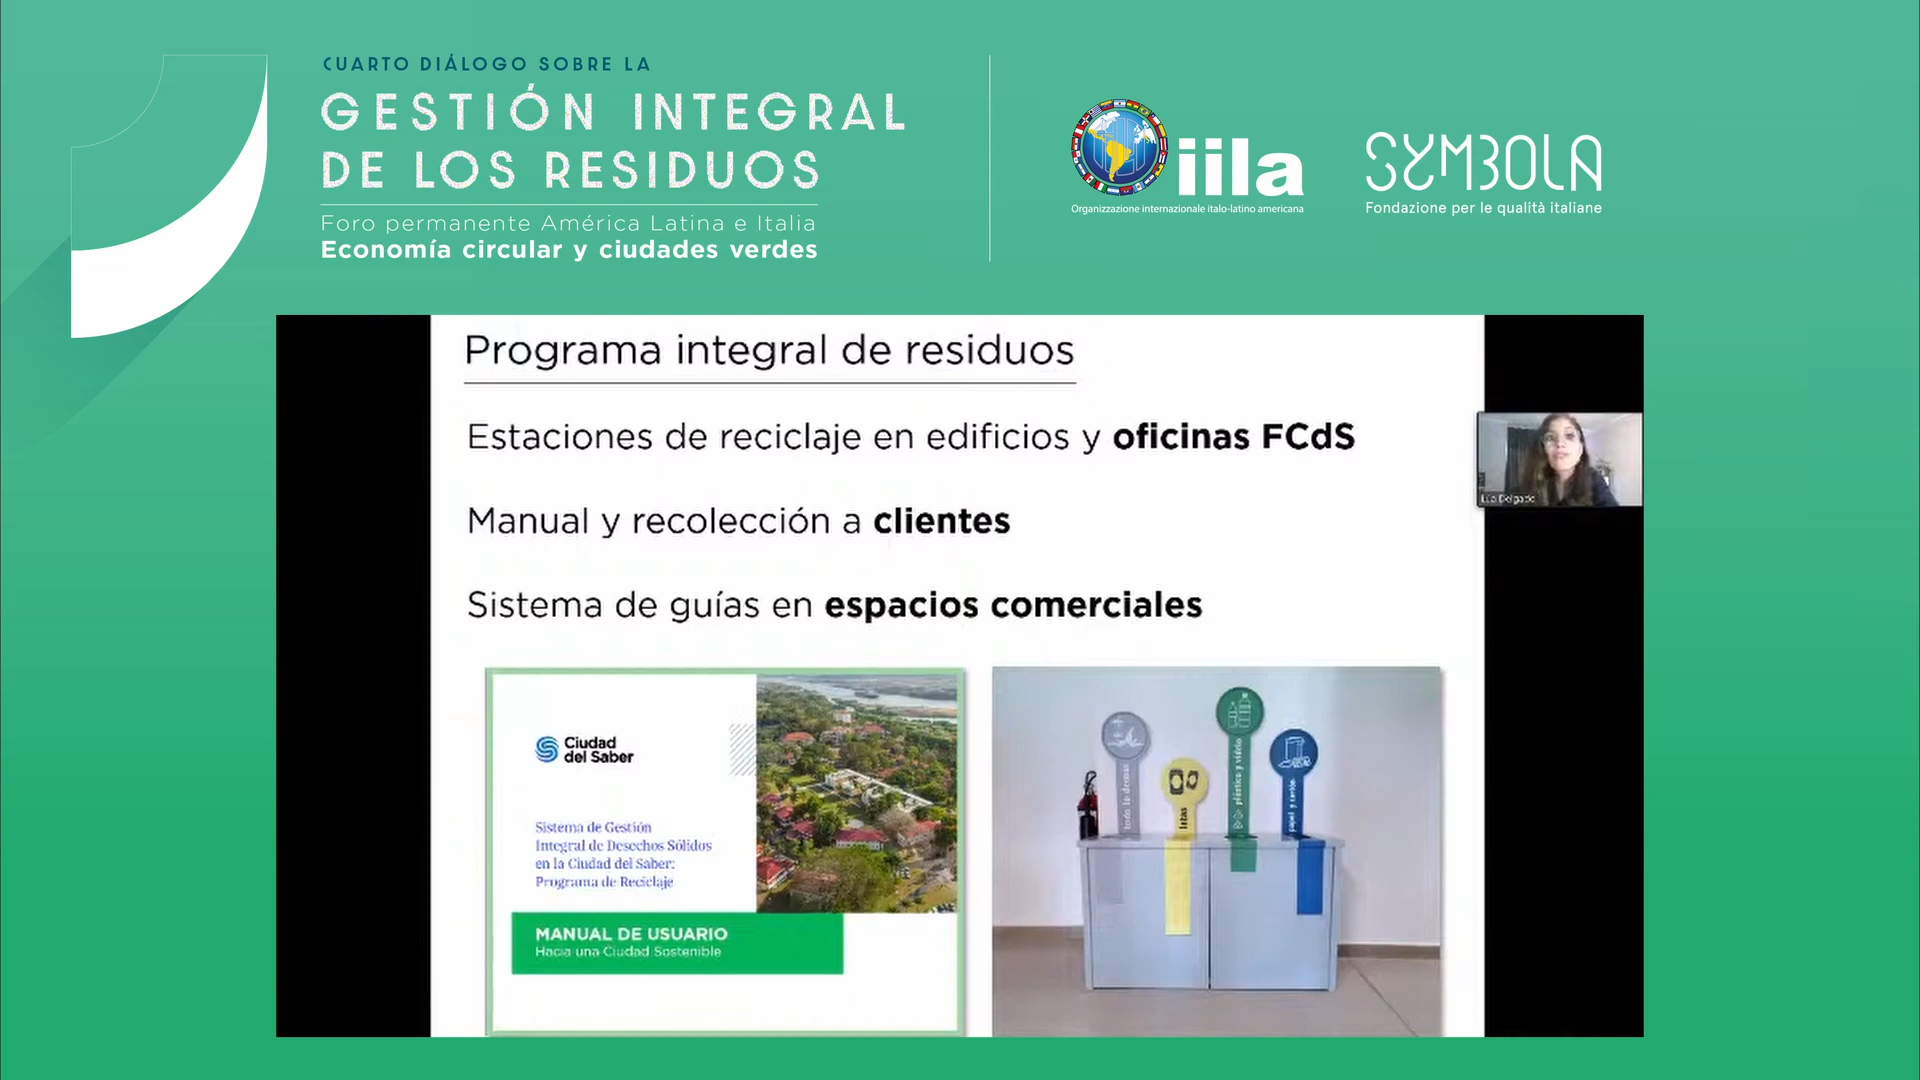 CUARTO DIÁLOGO SOBRE LA
GESTIÓN INTEGRAL
DE LOS RESIDUOS
Foro permanente América Latina e Italia
Economía circular y ciudades verdes
iila
Organizzazione internazionale italo-latino americana
SYMBOLA
Fondazione per le qualità italiane
Programa integral de residuos
Estaciones de reciclaje en edificios y oficinas FCdS
Manual y recolección a clientes
Sistema de guías en espacios comerciales
Delgado
Ciudad
del Saber
Sistema de Gestión
Integral de Desechos Sólidos
en la Ciudad del Saber:
Programa de Reciclaje
MANUAL DE USUARIO
Hacia una Ciudad Sostenible
todo lo demás
latas
plástico y vidrio
papel y cartón